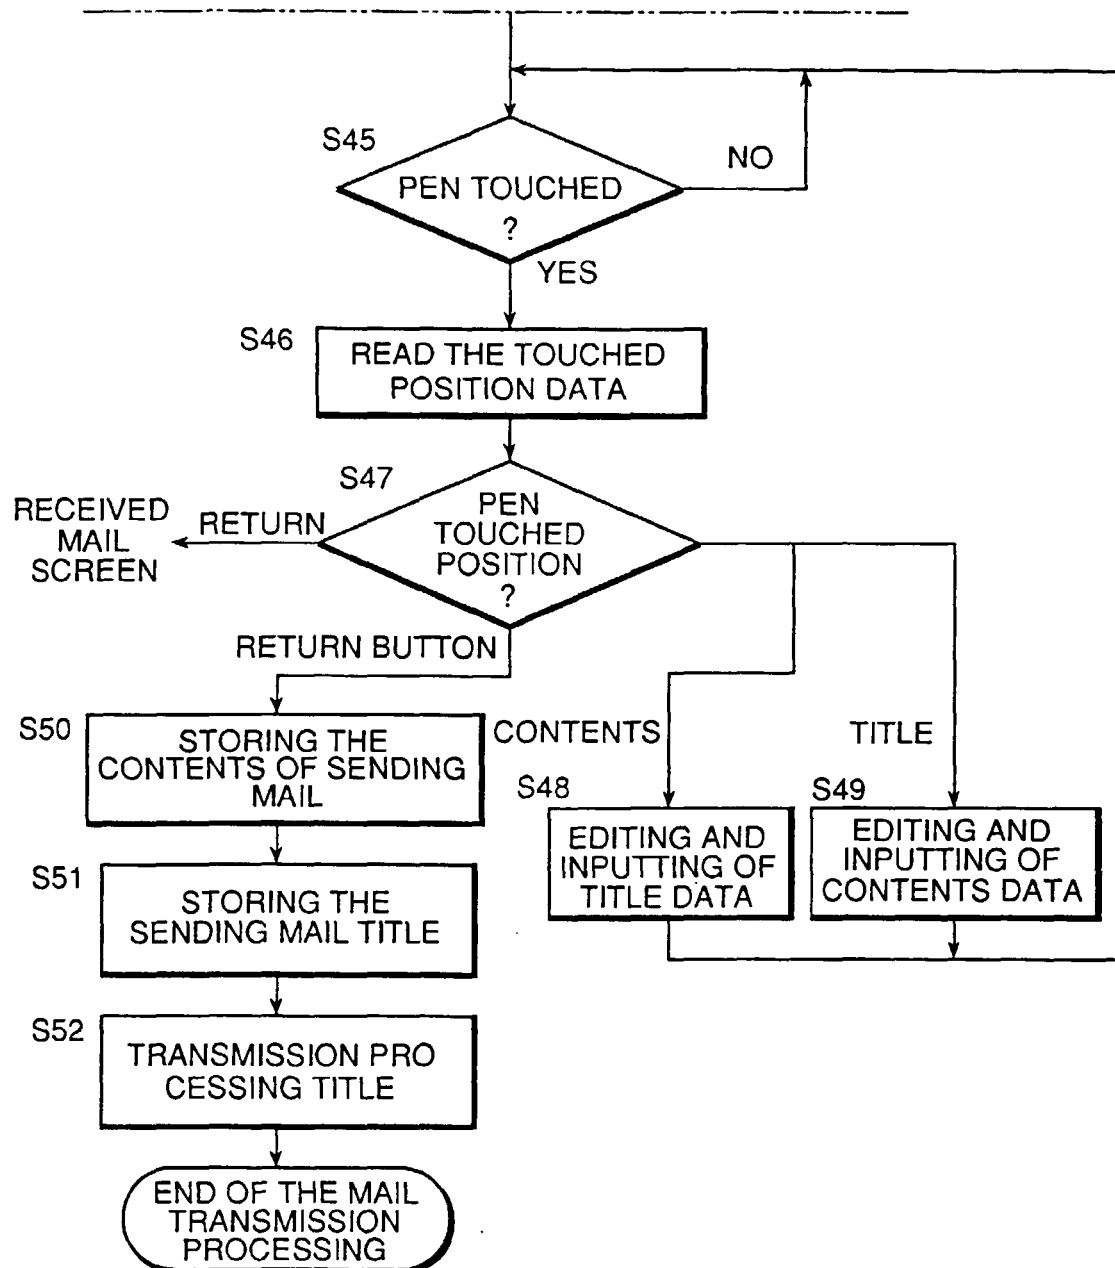 S45
PEN TOUCHED
?
NO
YES
S46
READ THE TOUCHED
POSITION DATA
S47
PEN
TOUCHED
POSITION
?
RECEIVED
MAIL
SCREEN
RETURN
RETURN BUTTON
CONTENTS
TITLE
S50
STORING THE
CONTENTS OF SENDING
MAIL
S48
EDITING AND
INPUTTING OF
TITLE DATA
S49
EDITING AND
INPUTTING OF
CONTENTS DATA
S51
STORING THE
SENDING MAIL TITLE
S52
TRANSMISSION PRO
CESSING TITLE
END OF THE MAIL
TRANSMISSION
PROCESSING